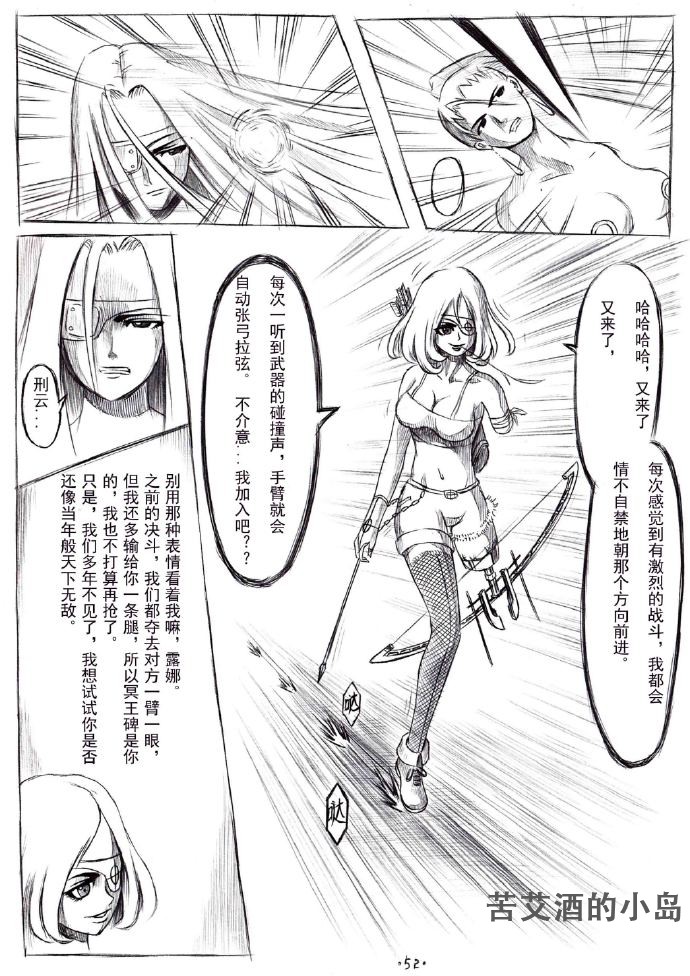 哈哈哈哈，又来了
又来了，
每次感觉到有激烈的战斗，我都会
情不自禁地朝那个方向前进。
每次一听到武器的碰撞声，手臂就会
自动张弓拉弦。 不介意…我加入吧？？
哒
哒
刑云…
别用那种表情看着我嘛，露娜。
之前的决斗，我们都夺去对方一臂一眼，
但我还多输给你一条腿，所以冥王碑是你
的，我也不打算再抢了。
只是，我们多年不见了，我想试试你是否
还像当年般天下无敌。
苦艾酒的小岛
·52·